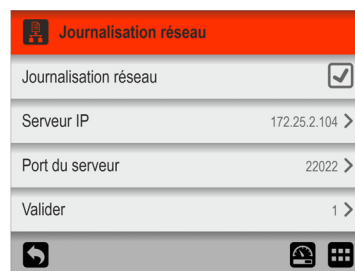 Journalisation réseau
Journalisation réseau
Serveur IP 172.25.2.104
Port du serveur 22022
Valider 1